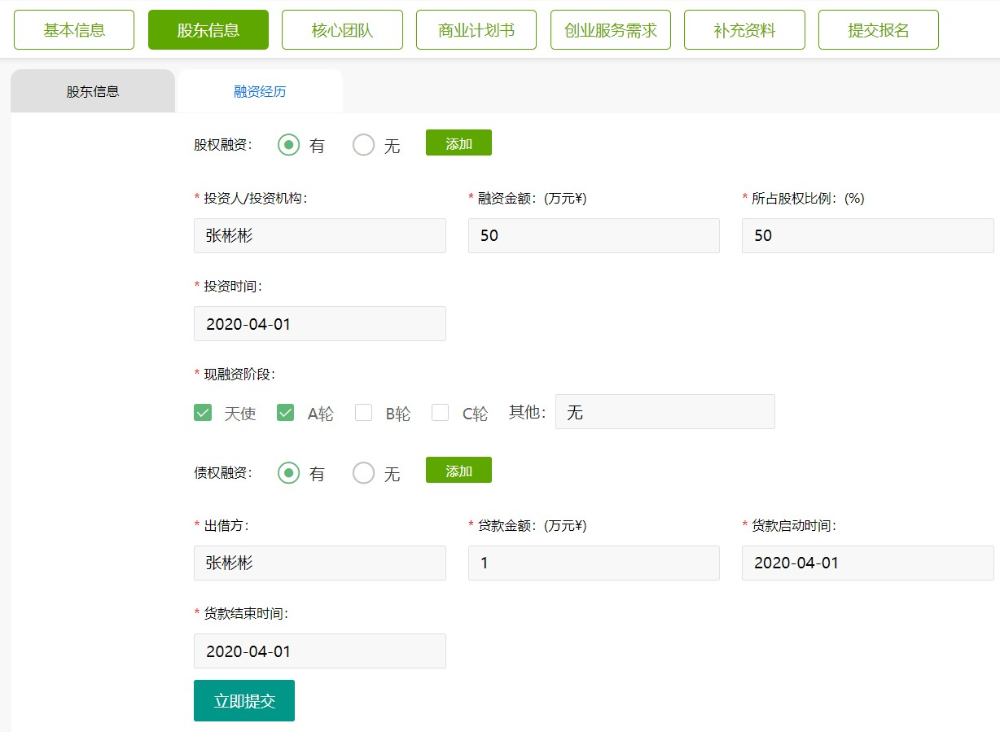 基本信息 股东信息 核心团队 商业计划书 创业服务需求 补充资料 提交报名
股东信息 融资经历
股权融资： 有 无 添加
* 投资人/投资机构： * 融资金额：(万元¥) * 所占股权比例：(%)
张彬彬 50 50
* 投资时间：
2020-04-01
* 现融资阶段：
天使 A轮 B轮 C轮 其他： 无
债权融资： 有 无 添加
* 出借方： * 贷款金额：(万元¥) * 货款启动时间：
张彬彬 1 2020-04-01
* 货款结束时间：
2020-04-01
立即提交